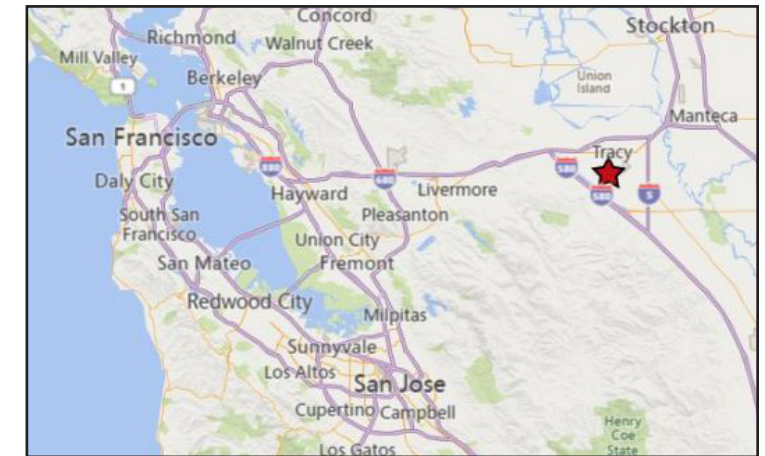 Concord
Stockton
Richmond
Walnut Creek
Mill Valley
Union
Island
Berkeley
1
Manteca
San Francisco
Tracy
880
580
Daly City
680
Livermore
580
5
Hayward
South San
Francisco
Pleasanton
Union City
San Mateo
Fremont
Redwood City
Milpitas
Sunnyvale
Los Altos
San Jose
Cupertino
Campbell
Henry
Coe
State
Los Gatos